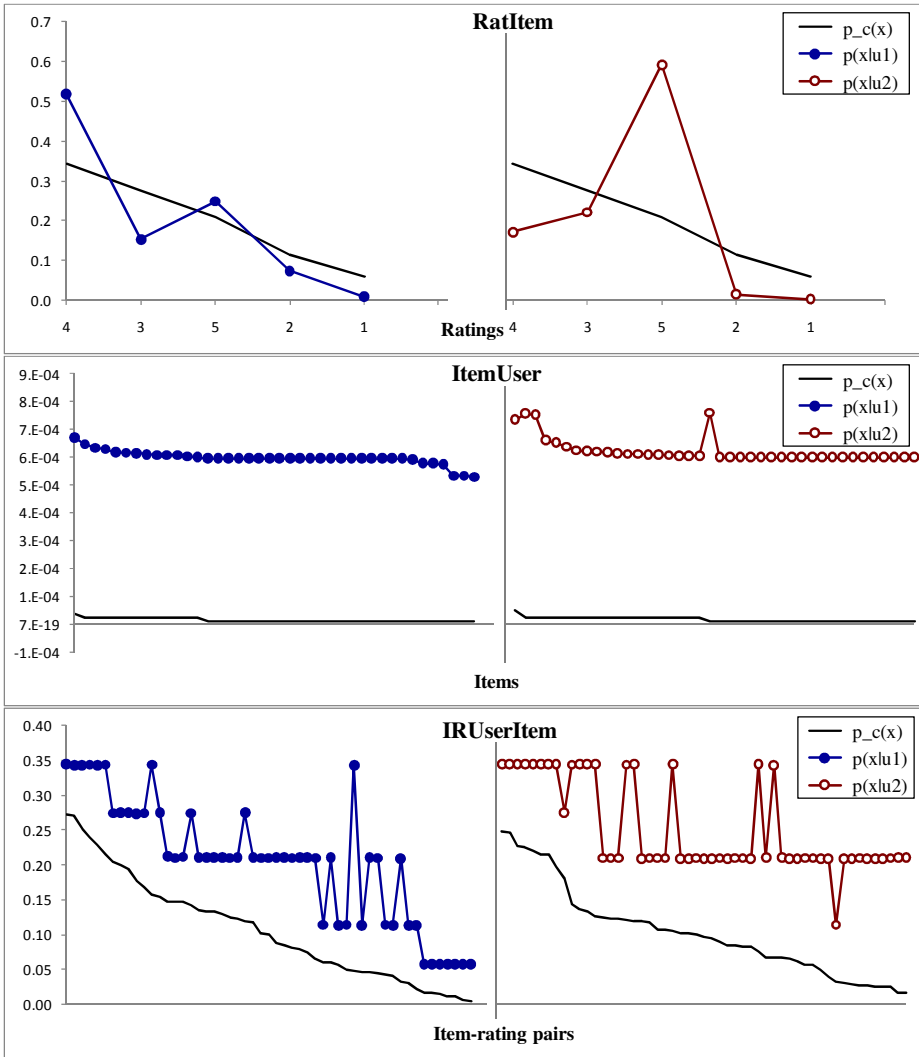 RatItem
0.7
0.6
0.5
0.4
0.3
0.2
0.1
0.0
p_c(x)
p(x|u1)
p(x|u2)
4 3 5 2 1 4 3 5 2 1
Ratings
ItemUser
9.E-04
8.E-04
7.E-04
6.E-04
5.E-04
4.E-04
3.E-04
2.E-04
1.E-04
7.E-19
-1.E-04
p_c(x)
p(x|u1)
p(x|u2)
Items
IRUserItem
0.40
0.35
0.30
0.25
0.20
0.15
0.10
0.05
0.00
p_c(x)
p(x|u1)
p(x|u2)
Item-rating pairs